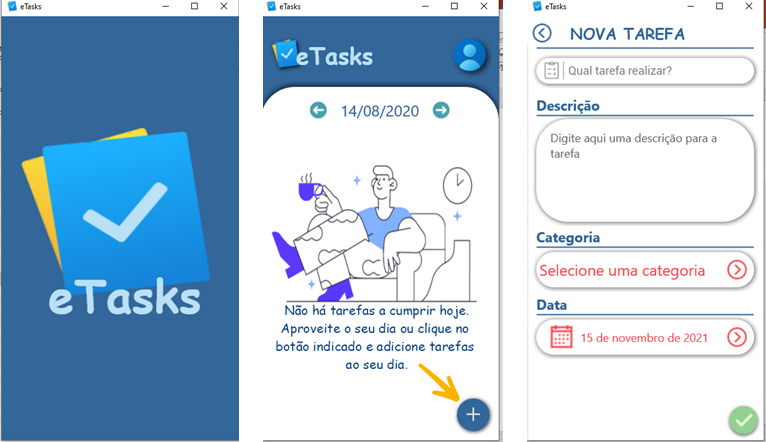 eTasks
eTasks
eTasks
eTasks
14/08/2020
Não há tarefas a cumprir hoje.
Aproveite o seu dia ou clique no
botão indicado e adicione tarefas
ao seu dia.
eTasks
NOVA TAREFA
Qual tarefa realizar?
Descrição
Digite aqui uma descrição para a
tarefa
Categoria
Selecione uma categoria
Data
15 de novembro de 2021